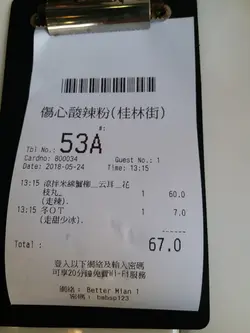 傷心酸辣粉(桂林街)
#:
Tbl No.: 53A
Cardno: 800034 Guest No.: 1
Date: 2018-05-24 Time: 13:15
13:15 涼拌米線蟹柳_云耳_花
枝丸. 1 60.0
(走辣).
13:15 冬OT 1 7.0
(走甜少冰).
Total : 67.0
登入以下網絡及輸入密碼
可享20分鐘免費Wi-Fi服務
網絡: Better Mian 1
密碼: bmbsp123